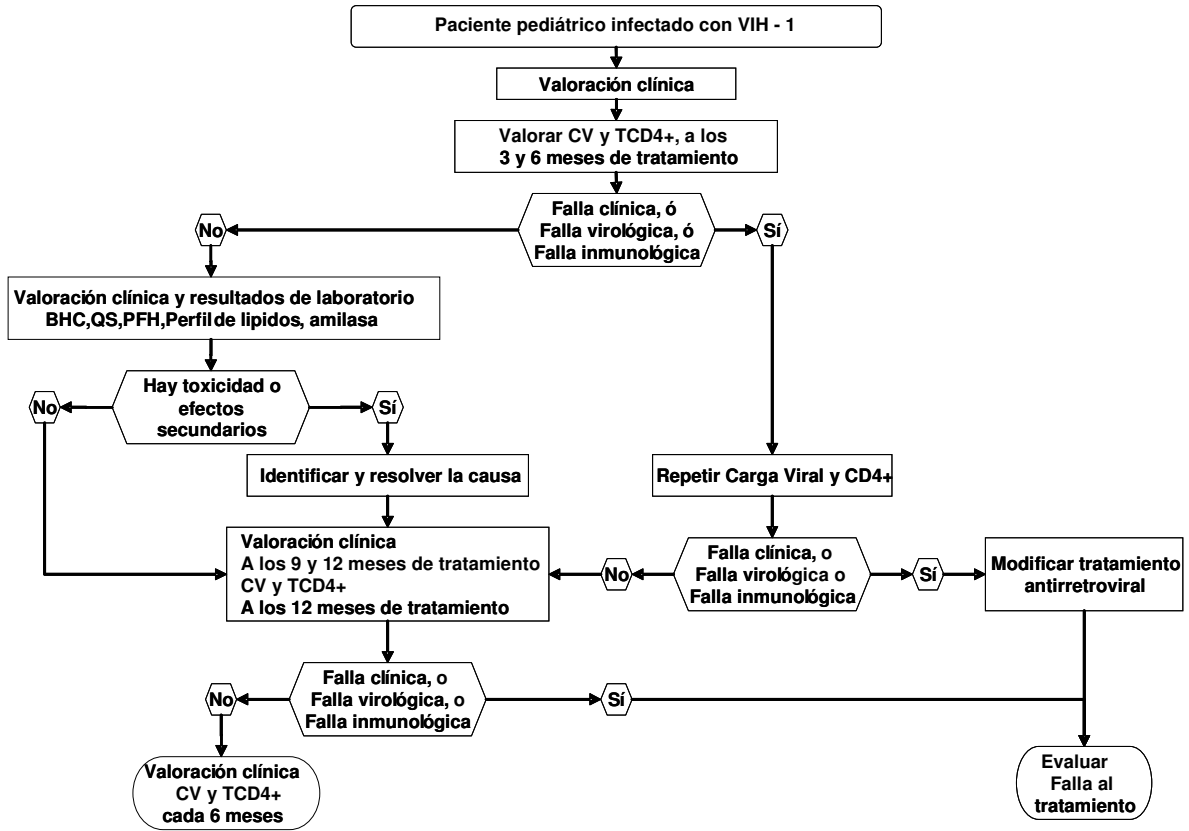 Paciente pediátrico infectado con VIH - 1
Valoración clínica
Valorar CV y TCD4+, a los
3 y 6 meses de tratamiento
Falla clínica, ó
Falla virológica, ó
Falla inmunológica
No
Sí
Valoración clínica y resultados de laboratorio
BHC,QS,PFH,Perfil de lipidos, amilasa
Hay toxicidad o
efectos
secundarios
No
Sí
Identificar y resolver la causa
Repetir Carga Viral y CD4+
Valoración clínica
A los 9 y 12 meses de tratamiento
CV y TCD4+
A los 12 meses de tratamiento
No
Falla clínica, o
Falla virológica o
Falla inmunológica
Sí
Modificar tratamiento
antirretroviral
Falla clínica, o
Falla virológica, o
Falla inmunológica
No
Sí
Valoración clínica
CV y TCD4+
cada 6 meses
Evaluar
Falla al
tratamiento